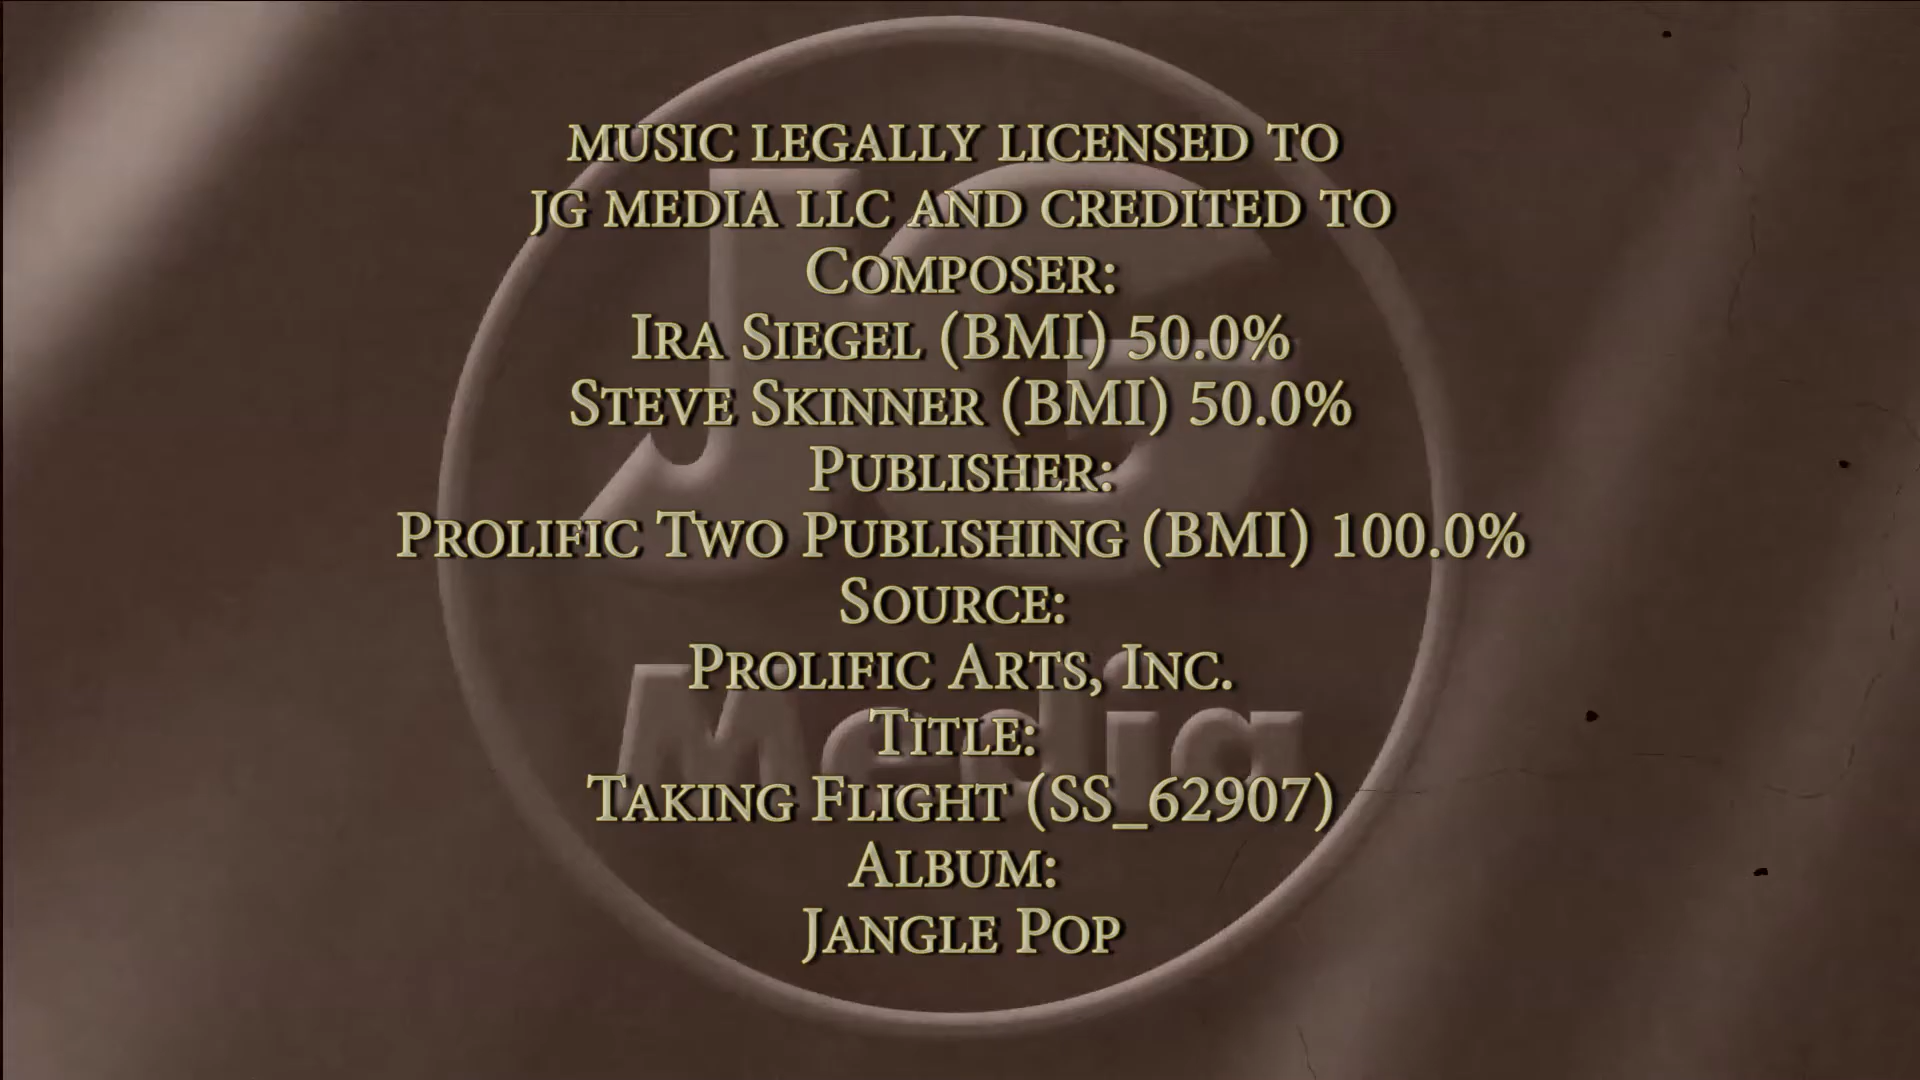 MUSIC LEGALLY LICENSED TO
JG MEDIA LLC AND CREDITED TO
COMPOSER:
IRA SIEGEL (BMI) 50.0%
STEVE SKINNER (BMI) 50.0%
PUBLISHER:
PROLIFIC TWO PUBLISHING (BMI) 100.0%
SOURCE:
PROLIFIC ARTS, INC.
TITLE:
TAKING FLIGHT (SS_62907)
ALBUM:
JANGLE POP
JG
Media